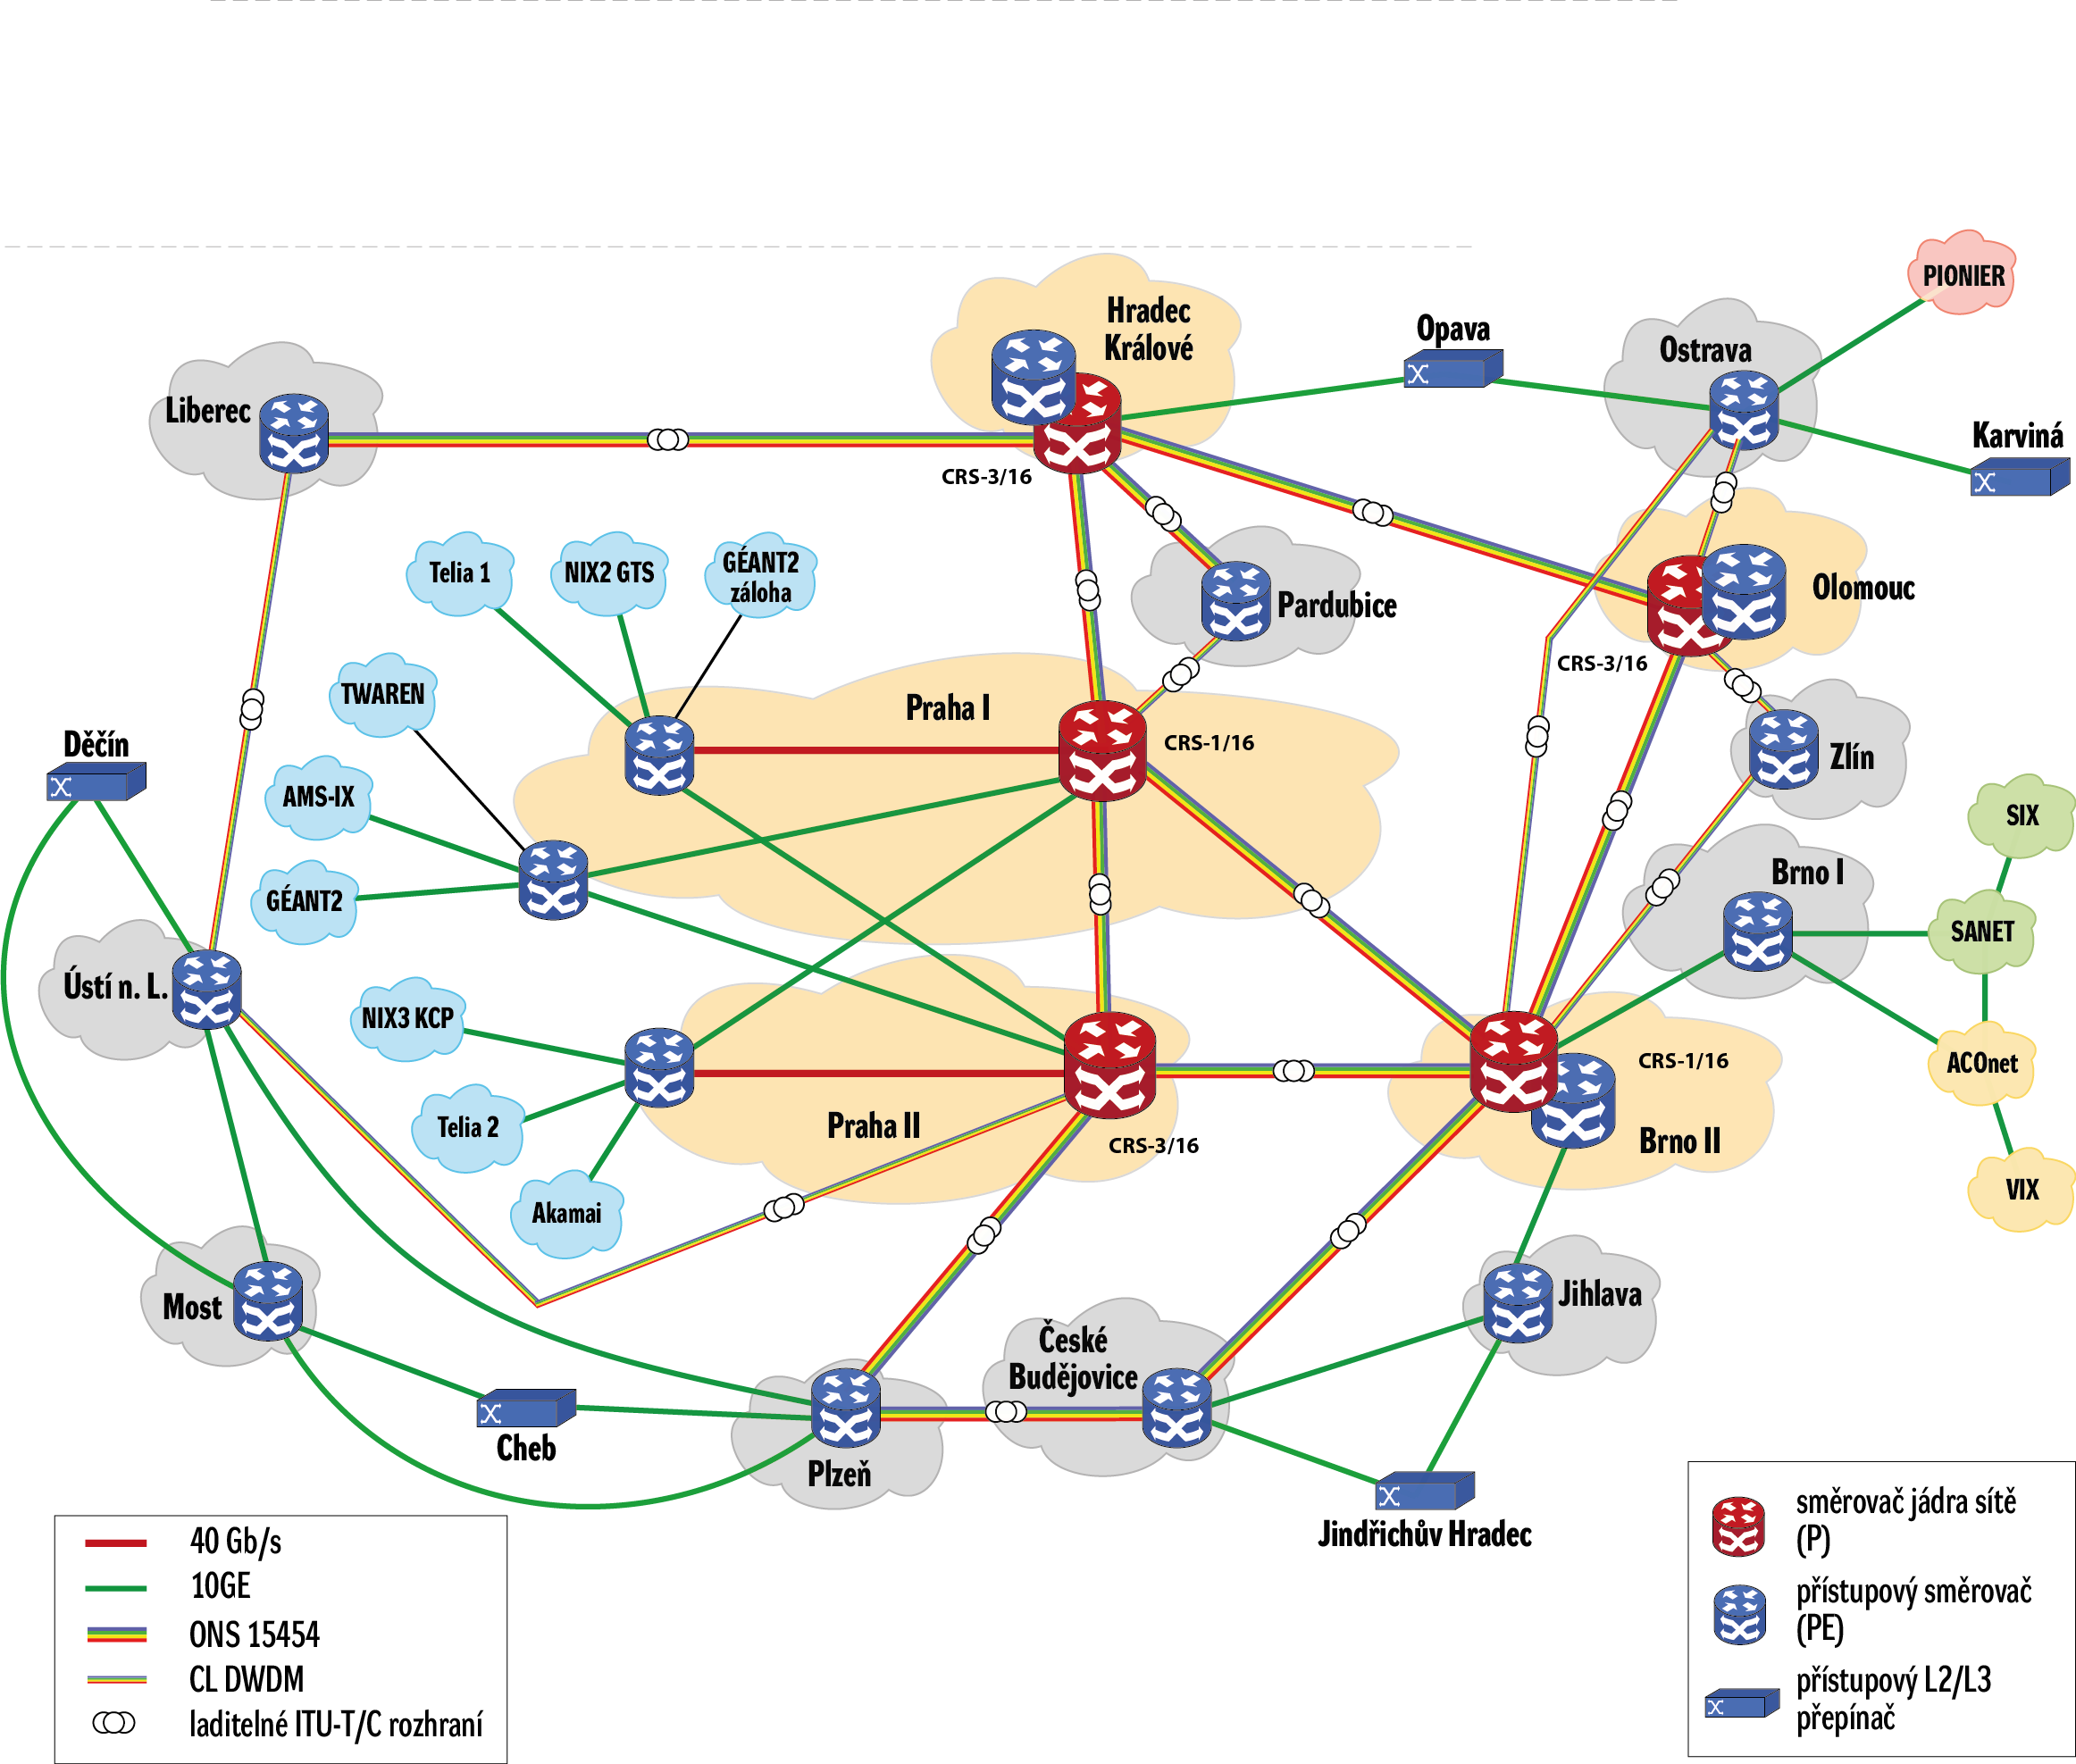 PIONIER
Hradec
Králové
Opava
Ostrava
Liberec
Karviná
CRS-3/16
Telia 1
NIX2 GTS
GÉANT2
záloha
Pardubice
Olomouc
CRS-3/16
TWAREN
Praha I
CRS-1/16
Děčín
Zlín
AMS-IX
SIX
Brno I
GÉANT2
SANET
Ústí n. L.
NIX3 KCP
CRS-1/16
ACOnet
Telia 2
Praha II
CRS-3/16
Brno II
VIX
Akamai
Most
Jihlava
České
Budějovice
Cheb
Plzeň
Jindřichův Hradec
40 Gb/s
10GE
ONS 15454
CL DWDM
laditelné ITU-T/C rozhraní
směrovač jádra sítě
(P)
přístupový směrovač
(PE)
přístupový L2/L3
přepínač